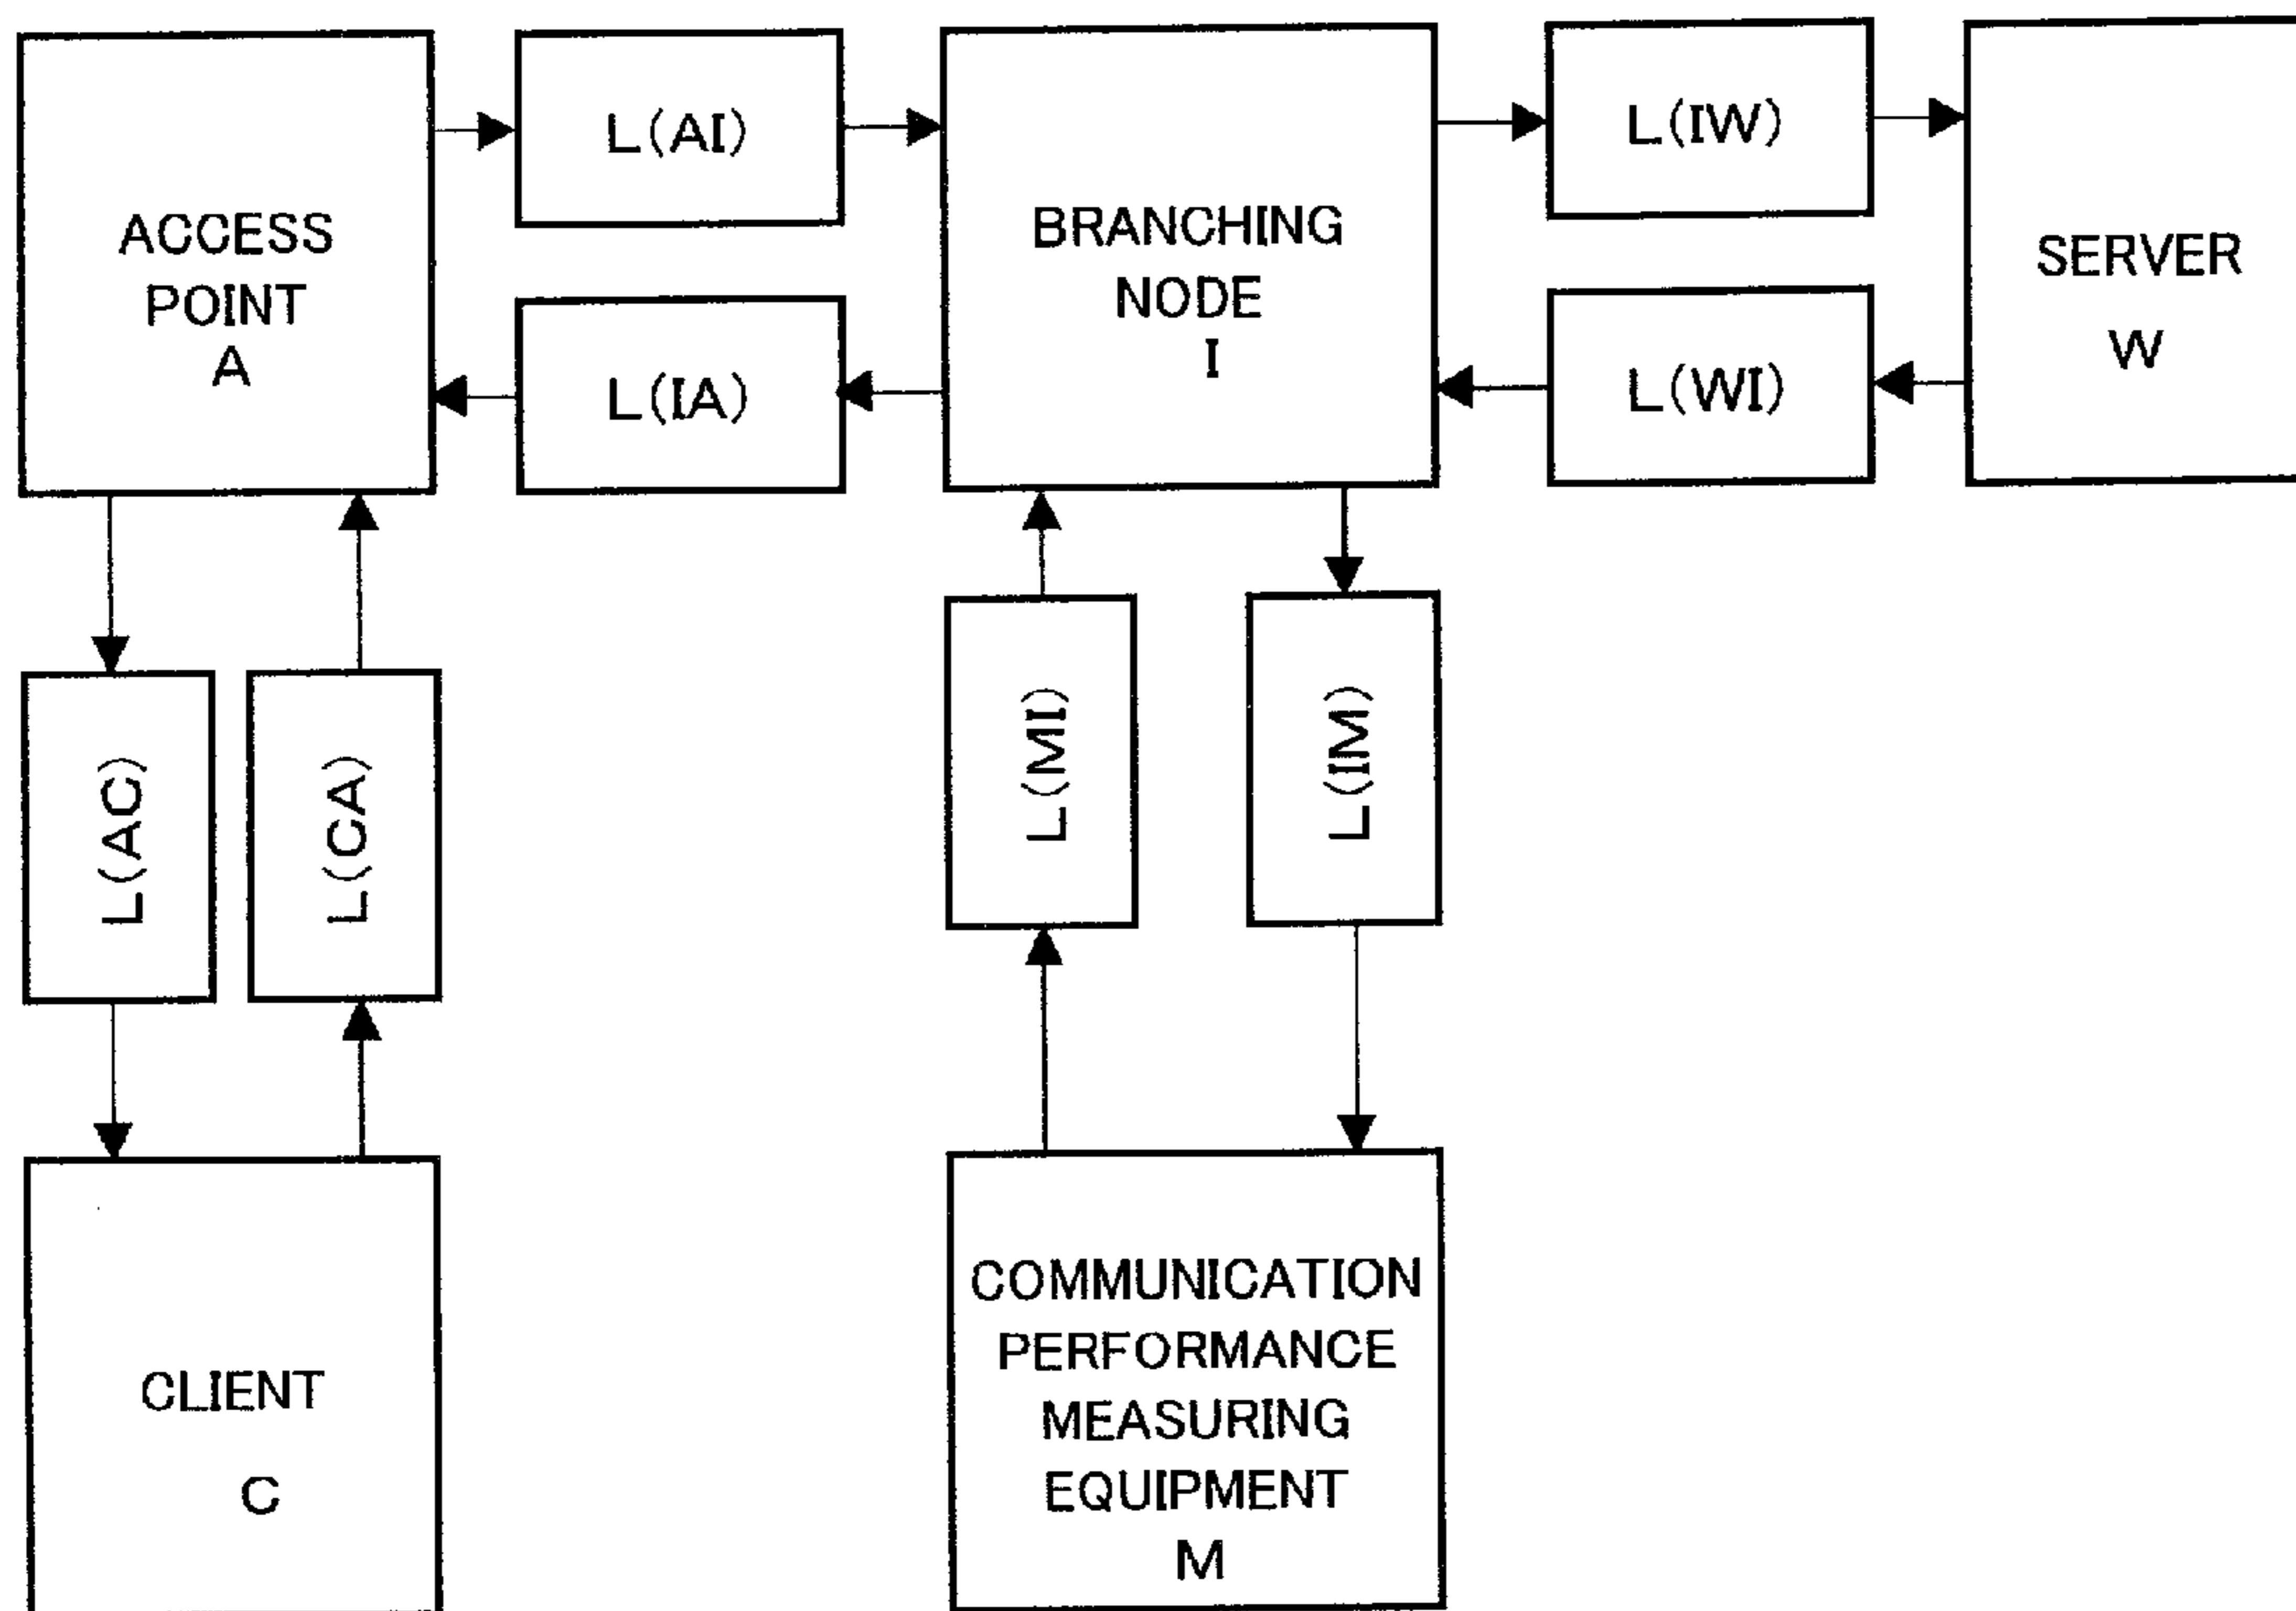 ACCESS
POINT
A
L(AI)
L(IA)
BRANCHING
NODE
I
L(IW)
L(WI)
SERVER
W
L(AC)
L(CA)
L(MI)
L(IM)
CLIENT
C
COMMUNICATION
PERFORMANCE
MEASURING
EQUIPMENT
M